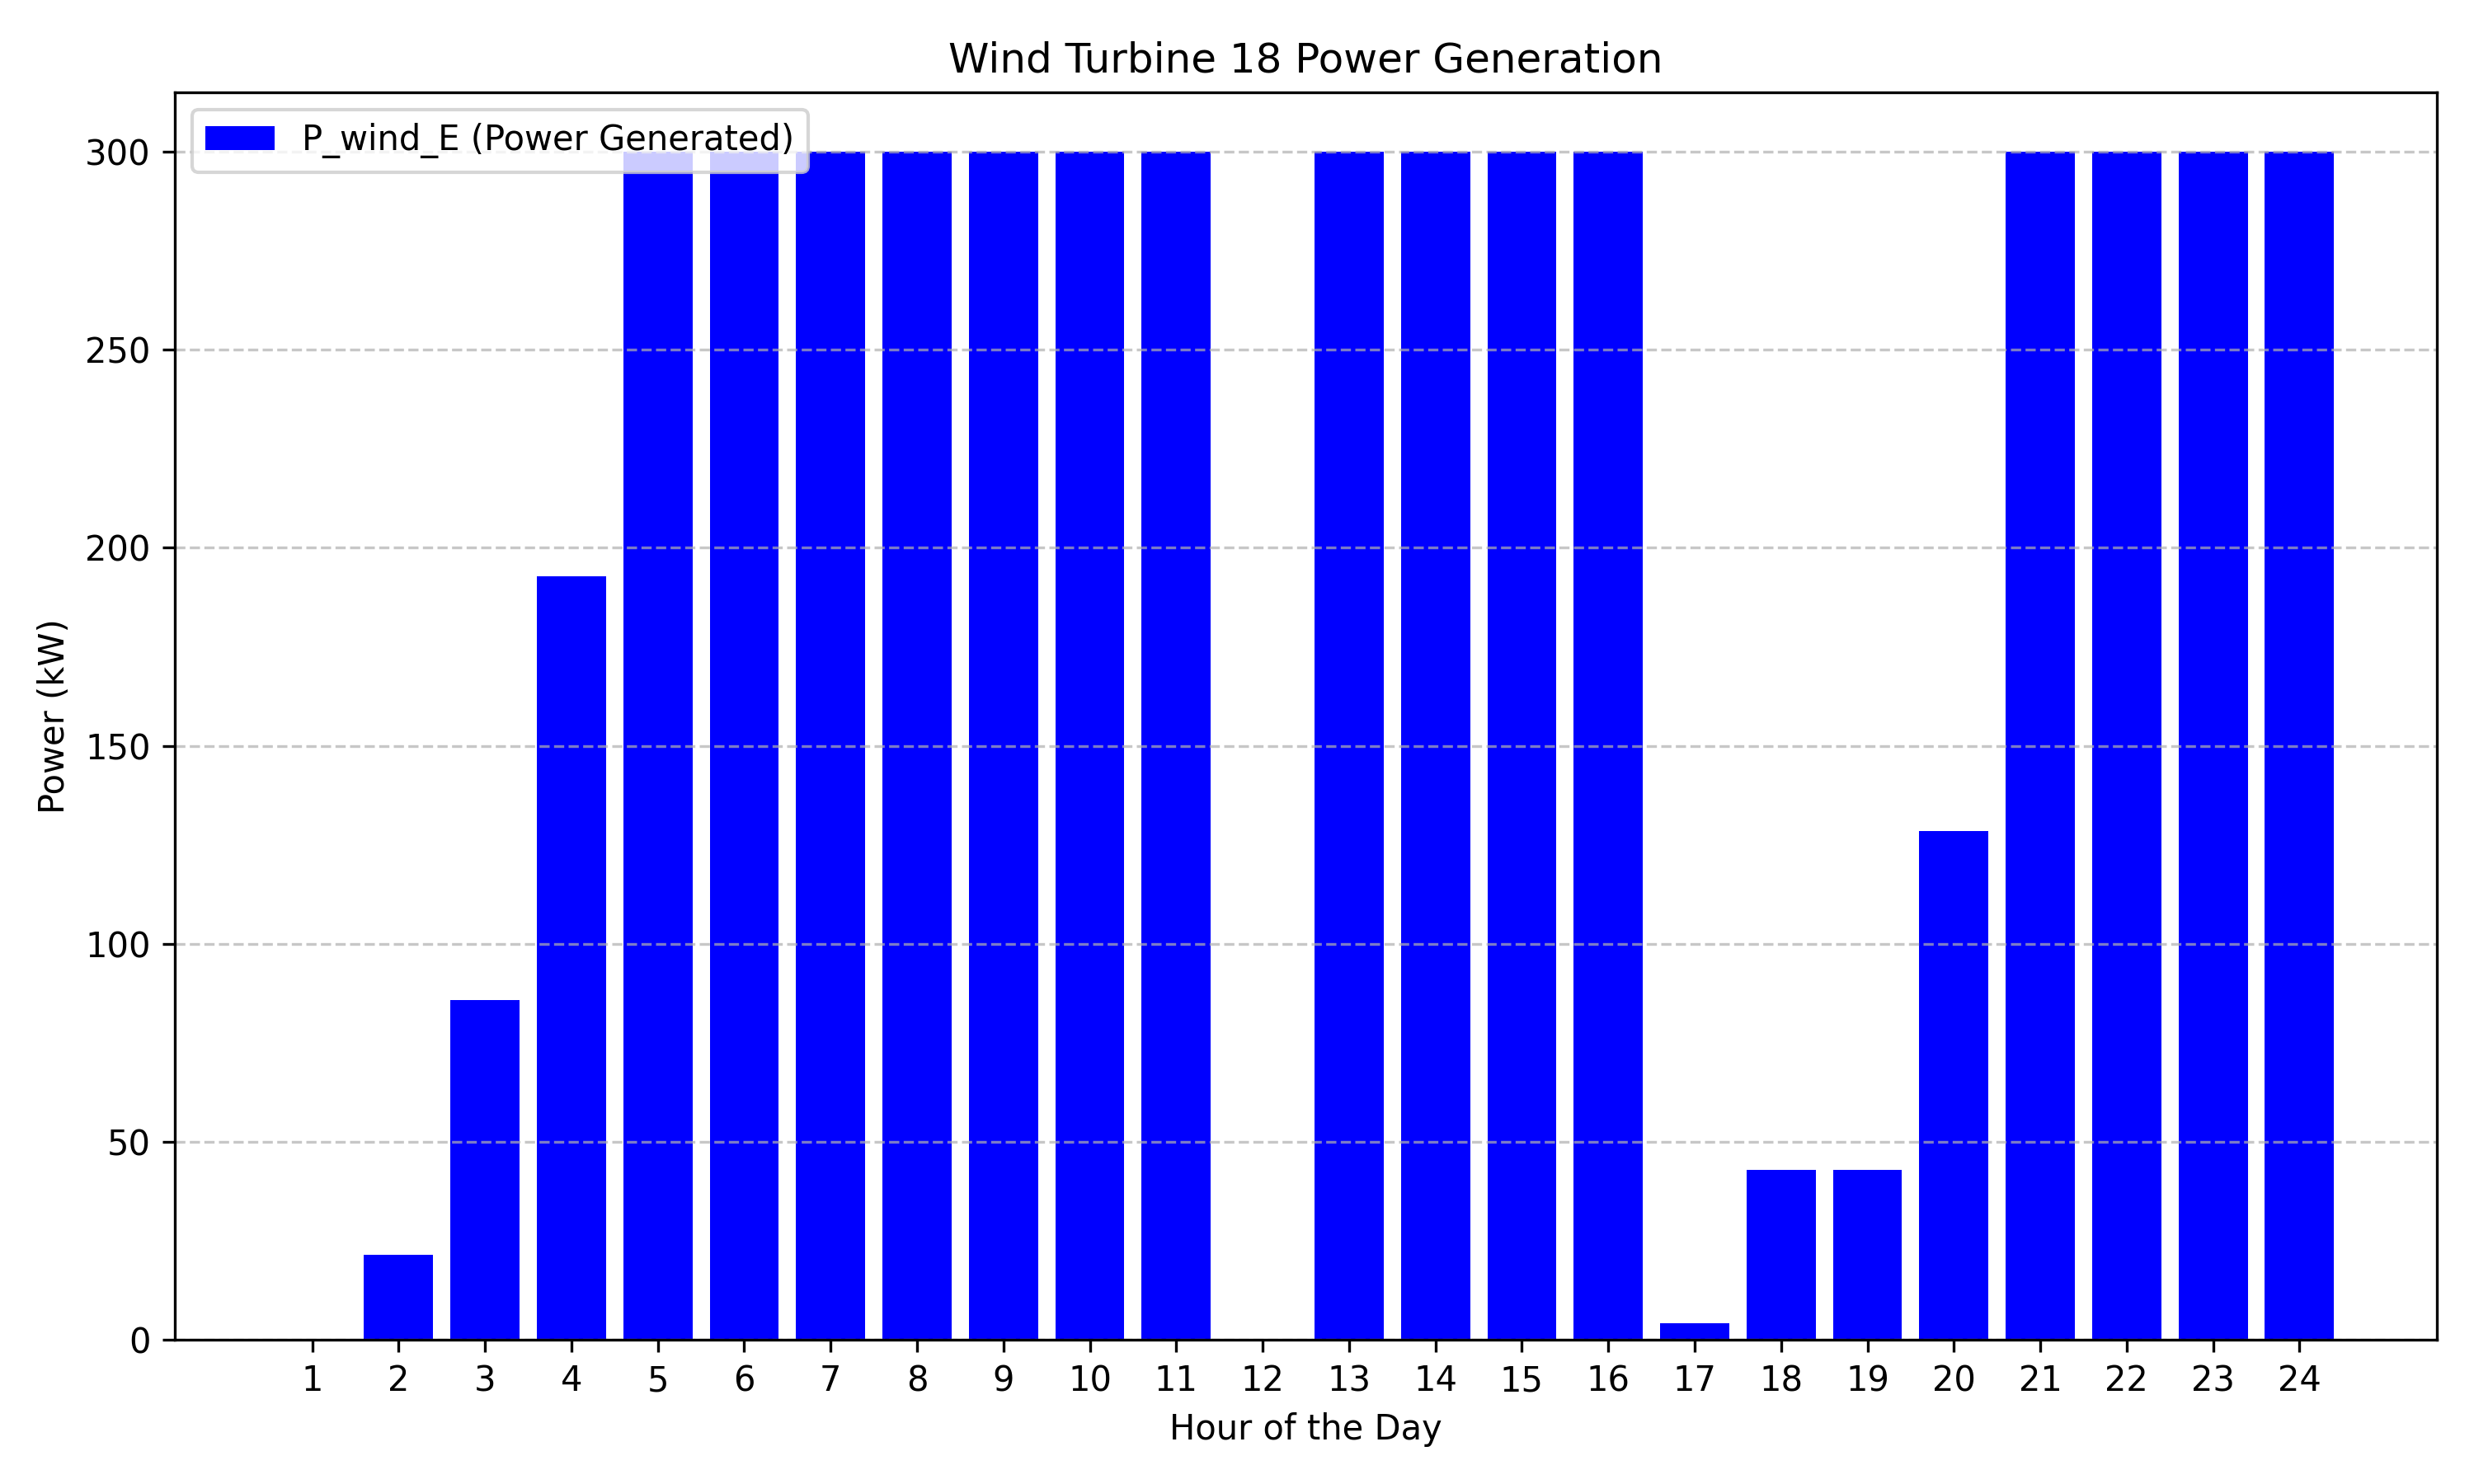 Wind Turbine 18 Power Generation
P_wind_E (Power Generated)
300
250
200
150
100
50
0
Power (kW)
1 2 3 4 5 6 7 8 9 10 11 12 13 14 15 16 17 18 19 20 21 22 23 24
Hour of the Day